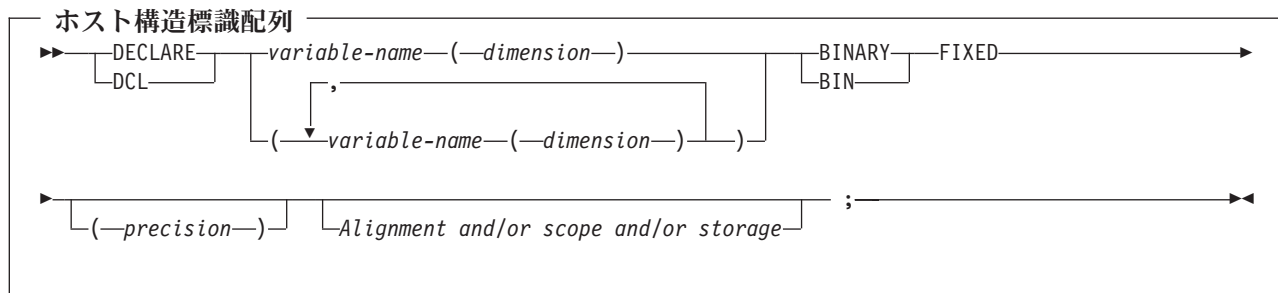 ホスト構造標識配列
DECLARE variable-name ( dimension ) BINARY FIXED
DCL , BIN
( variable-name ( dimension ) )
( precision ) Alignment and/or scope and/or storage ;